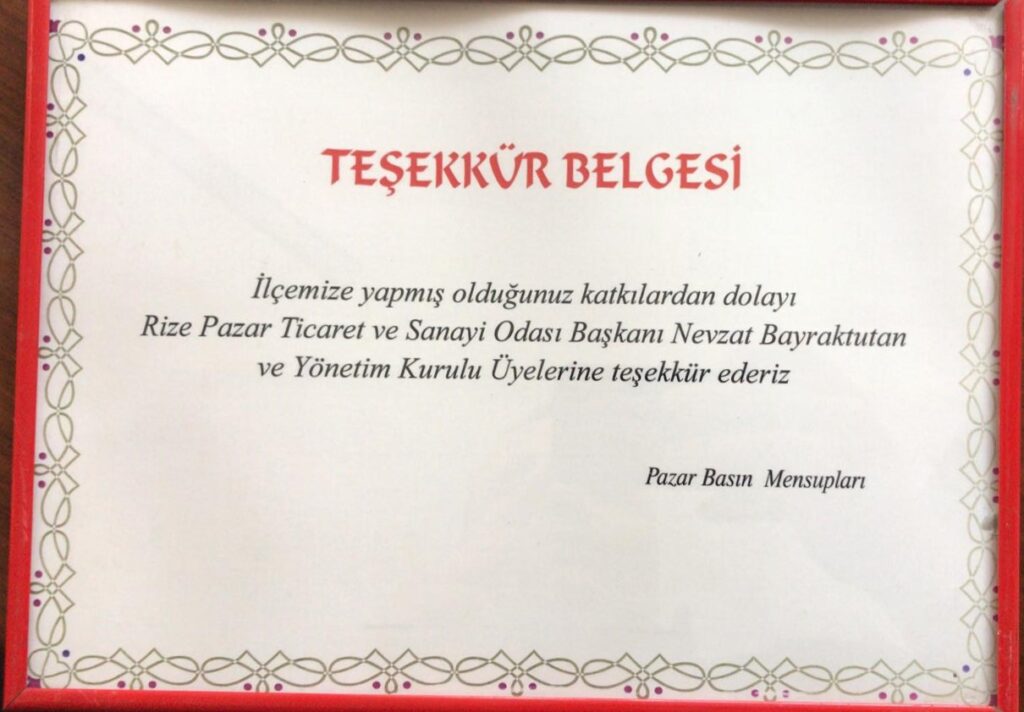 TEŞEKKÜR BELGESİ
İlçemize yapmış olduğunuz katkılardan dolayı
Rize Pazar Ticaret ve Sanayi Odası Başkanı Nevzat Bayraktutan
ve Yönetim Kurulu Üyelerine teşekkür ederiz
Pazar Basın Mensupları